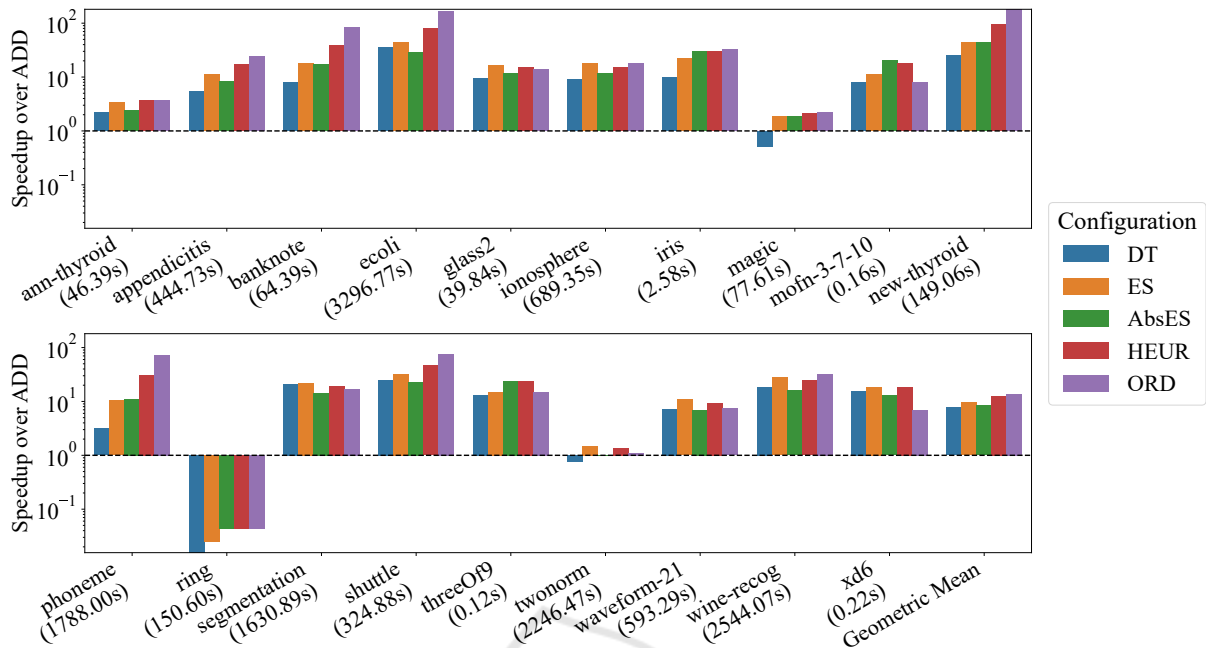 Speedup over ADD
10²
10¹
10⁰
10⁻¹
ann-thyroid
(46.39s)
appendicitis
(444.73s)
banknote
(64.39s)
ecoli
(3296.77s)
glass2
(39.84s)
ionosphere
(689.35s)
iris
(2.58s)
magic
(77.61s)
mofn-3-7-10
(0.16s)
new-thyroid
(149.06s)
Configuration
DT
ES
AbsES
HEUR
ORD
Speedup over ADD
10²
10¹
10⁰
10⁻¹
phoneme
(1788.00s)
ring
(150.60s)
segmentation
(1630.89s)
shuttle
(324.88s)
threeOf9
(0.12s)
twonorm
(2246.47s)
waveform-21
(593.29s)
wine-recog
(2544.07s)
xd6
(0.22s)
Geometric Mean